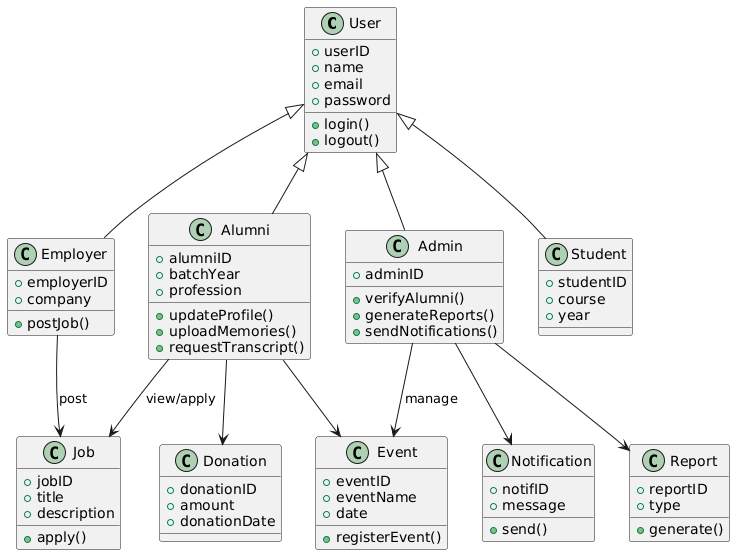 C User
+ userID
+ name
+ email
+ password
+ login()
+ logout()
C Employer
+ employerID
+ company
+ postJob()
C Alumni
+ alumniID
+ batchYear
+ profession
+ updateProfile()
+ uploadMemories()
+ requestTranscript()
C Admin
+ adminID
+ verifyAlumni()
+ generateReports()
+ sendNotifications()
C Student
+ studentID
+ course
+ year
post
view/apply
manage
C Job
+ jobID
+ title
+ description
+ apply()
C Donation
+ donationID
+ amount
+ donationDate
C Event
+ eventID
+ eventName
+ date
+ registerEvent()
C Notification
+ notifID
+ message
+ send()
C Report
+ reportID
+ type
+ generate()